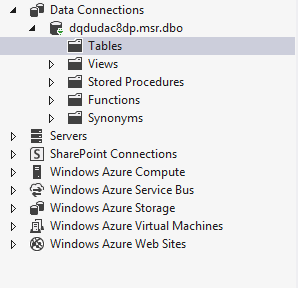 Data Connections
dqdudac8dp.msr.dbo
Tables
Views
Stored Procedures
Functions
Synonyms
Servers
SharePoint Connections
Windows Azure Compute
Windows Azure Service Bus
Windows Azure Storage
Windows Azure Virtual Machines
Windows Azure Web Sites